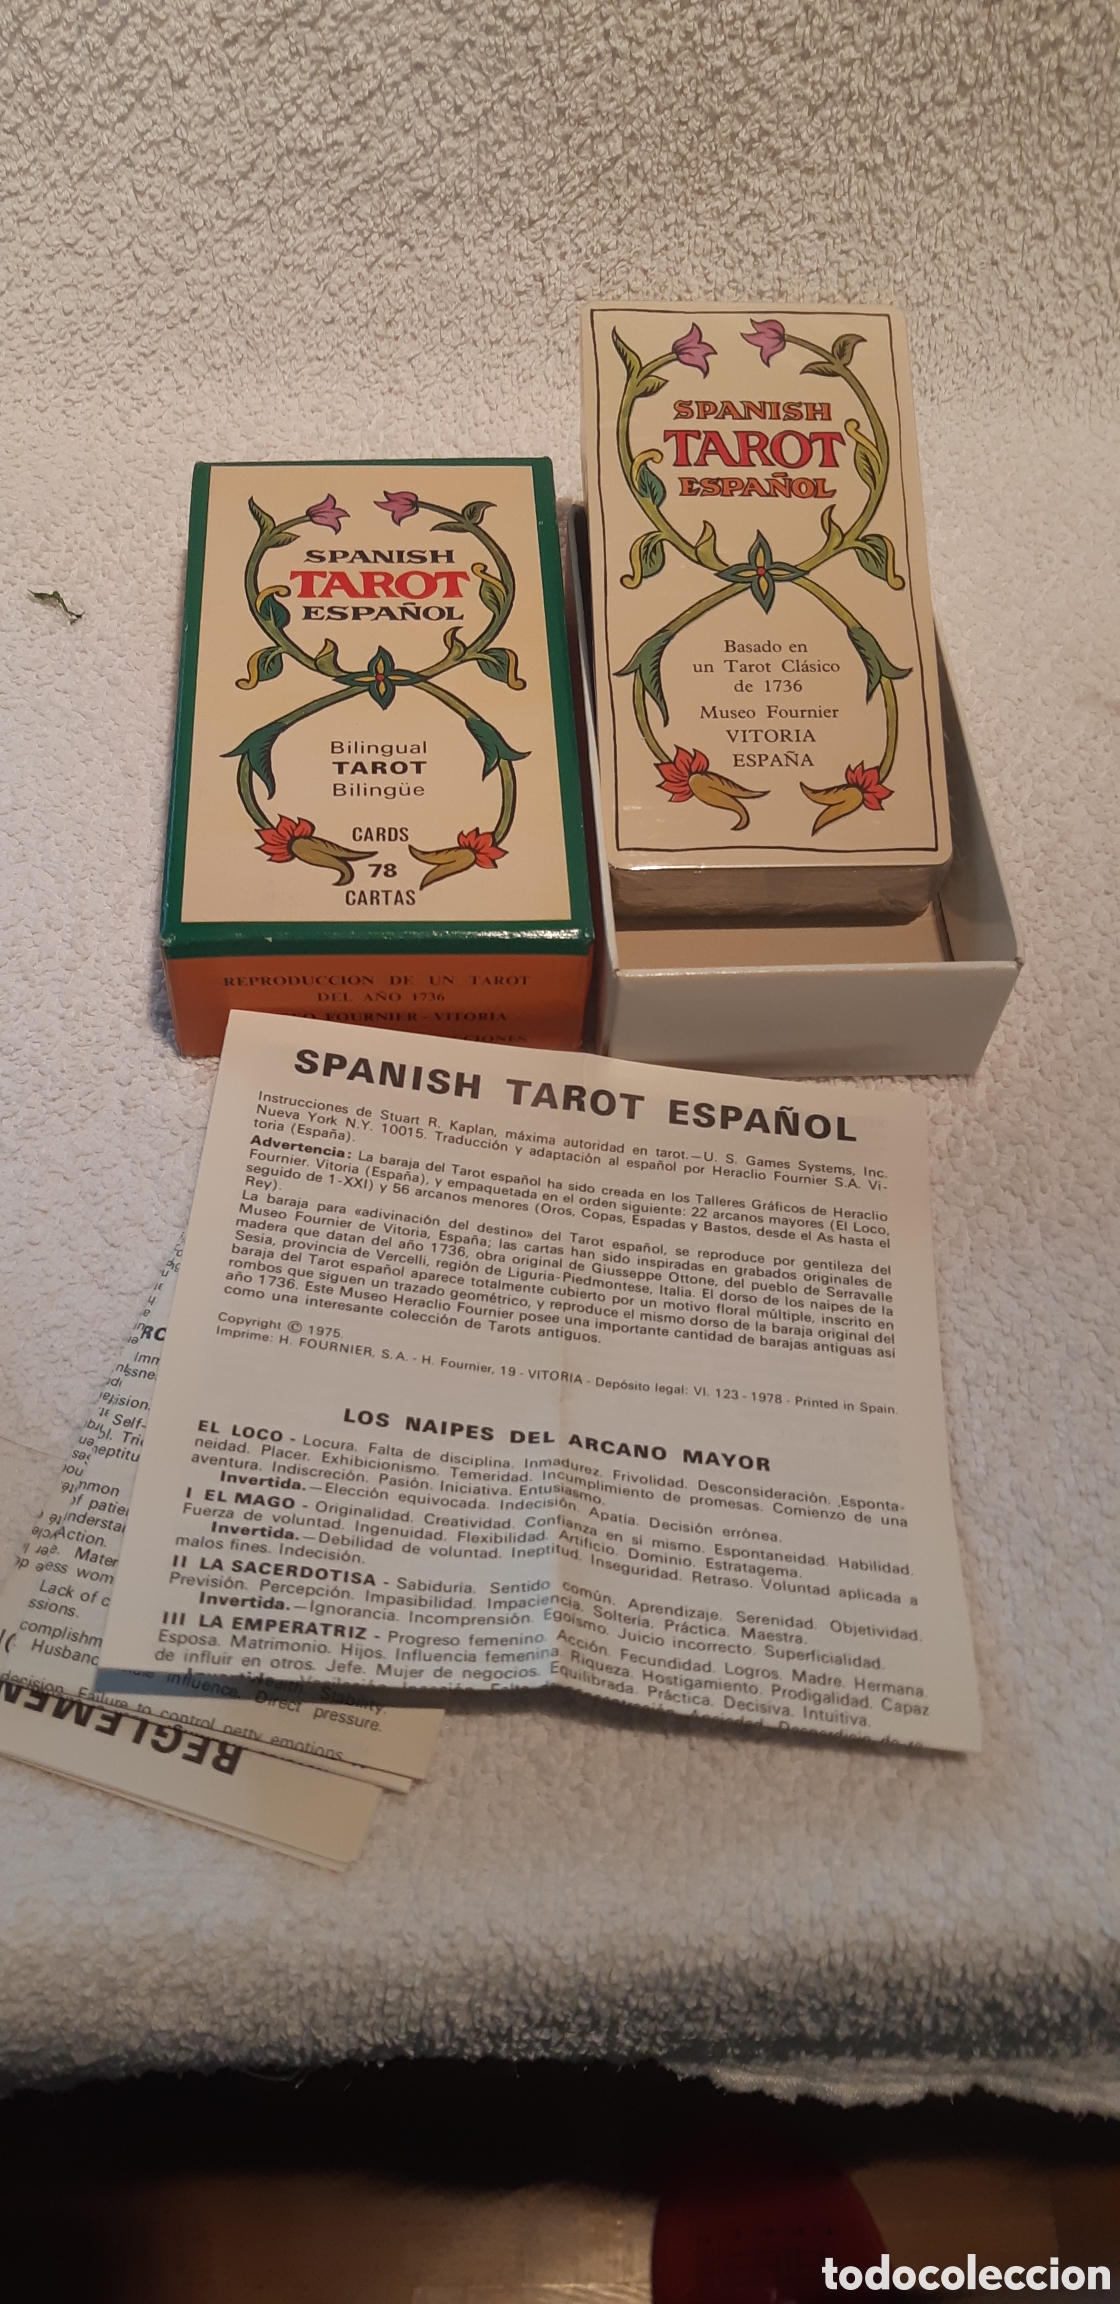 SPANISH
TAROT
ESPAÑOL
Basado en
un Tarot Clásico
de 1736
Museo Fournier
VITORIA
ESPAÑA
SPANISH
TAROT
ESPAÑOL
Bilingual
TAROT
Bilingüe
CARDS
78
CARTAS
REPRODUCCION DE UN TAROT
DEL AÑO 1736
FOURNIER - VITORIA
SPANISH TAROT ESPAÑOL
Instrucciones de Stuart R. Kaplan, máxima autoridad en tarot.—U. S. Games Systems, Inc.
Nueva York N.Y. 10015. Traducción y adaptación al español por Heraclio Fournier S.A. Vi-
toria (España).
Advertencia: La baraja del Tarot español ha sido creada en los Talleres Gráficos de Heraclio
Fournier. Vitoria (España), y empaquetada en el orden siguiente: 22 arcanos mayores (El Loco,
seguido de 1-XXI) y 56 arcanos menores (Oros, Copas, Espadas y Bastos, desde el As hasta el
Rey).
La baraja para «adivinación del destino» del Tarot español, se reproduce por gentileza del
Museo Fournier de Vitoria, España; las cartas han sido inspiradas en grabados originales de
madera que datan del año 1736, obra original de Giusseppe Ottone, del pueblo de Serravalle
Sesia, provincia de Vercelli, región de Liguria-Piedmontese, Italia. El dorso de los naipes de la
baraja del Tarot español aparece totalmente cubierto por un motivo floral múltiple, inscrito en
rombos que siguen un trazado geométrico, y reproduce el mismo dorso de la baraja original del
año 1736. Este Museo Heraclio Fournier posee una importante cantidad de barajas antiguas así
como una interesante colección de Tarots antiguos.
Copyright © 1975.
Imprime: H. FOURNIER, S.A. - H. Fournier, 19 - VITORIA - Depósito legal: VI. 123 - 1978 - Printed in Spain.
LOS NAIPES DEL ARCANO MAYOR
EL LOCO - Locura. Falta de disciplina. Inmadurez. Frivolidad. Desconsideración. Esponta-
neidad. Placer. Exhibicionismo. Temeridad. Incumplimiento de promesas. Comienzo de una
aventura. Indiscreción. Pasión. Iniciativa. Entusiasmo.
Invertida.—Elección equivocada. Indecisión. Apatía. Decisión errónea.
I EL MAGO - Originalidad. Creatividad. Confianza en si mismo. Espontaneidad. Habilidad.
Fuerza de voluntad. Ingenuidad. Flexibilidad. Artificio. Dominio. Estratagema.
Invertida.—Debilidad de voluntad. Ineptitud. Inseguridad. Retraso. Voluntad aplicada a
malos fines. Indecisión.
II LA SACERDOTISA - Sabiduría. Sentido común. Aprendizaje. Serenidad. Objetividad.
Previsión. Percepción. Impasibilidad. Impaciencia. Soltería. Práctica. Maestra.
Invertida.—Ignorancia. Incomprensión. Egoísmo. Juicio incorrecto. Superficialidad.
III LA EMPERATRIZ - Progreso femenino. Acción. Fecundidad. Logros. Madre. Hermana.
Esposa. Matrimonio. Hijos. Influencia femenina. Riqueza. Hostigamiento. Prodigalidad. Capaz
de influir en otros. Jefe. Mujer de negocios. Equilibrada. Práctica. Decisiva. Intuitiva.
Action.
Lack of
Health. Stability.
influence. Direct pressure.
decision. Failure to control petty emotions.
todocoleccion